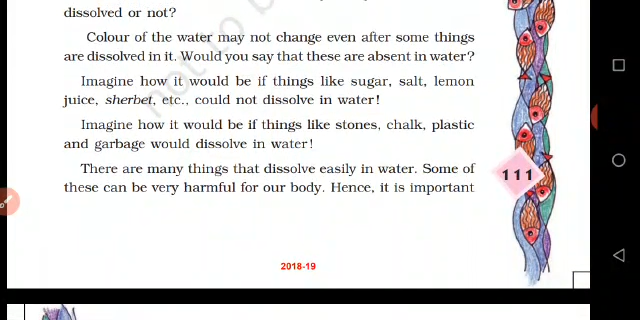 dissolved or not?
Colour of the water may not change even after some things
are dissolved in it. Would you say that these are absent in water?
Imagine how it would be if things like sugar, salt, lemon
juice, sherbet, etc., could not dissolve in water!
Imagine how it would be if things like stones, chalk, plastic
and garbage would dissolve in water!
There are many things that dissolve easily in water. Some of
these can be very harmful for our body. Hence, it is important
111
2018-19